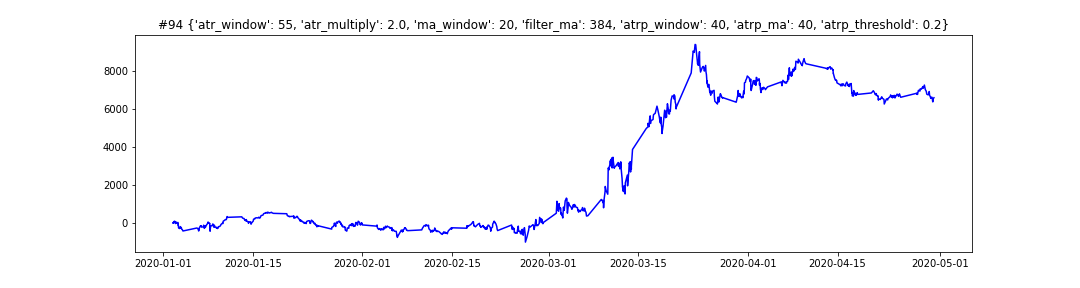 #94 {'atr_window': 55, 'atr_multiply': 2.0, 'ma_window': 20, 'filter_ma': 384, 'atrp_window': 40, 'atrp_ma': 40, 'atrp_threshold': 0.2}
8000
6000
4000
2000
0
2020-01-01 2020-01-15 2020-02-01 2020-02-15 2020-03-01 2020-03-15 2020-04-01 2020-04-15 2020-05-01